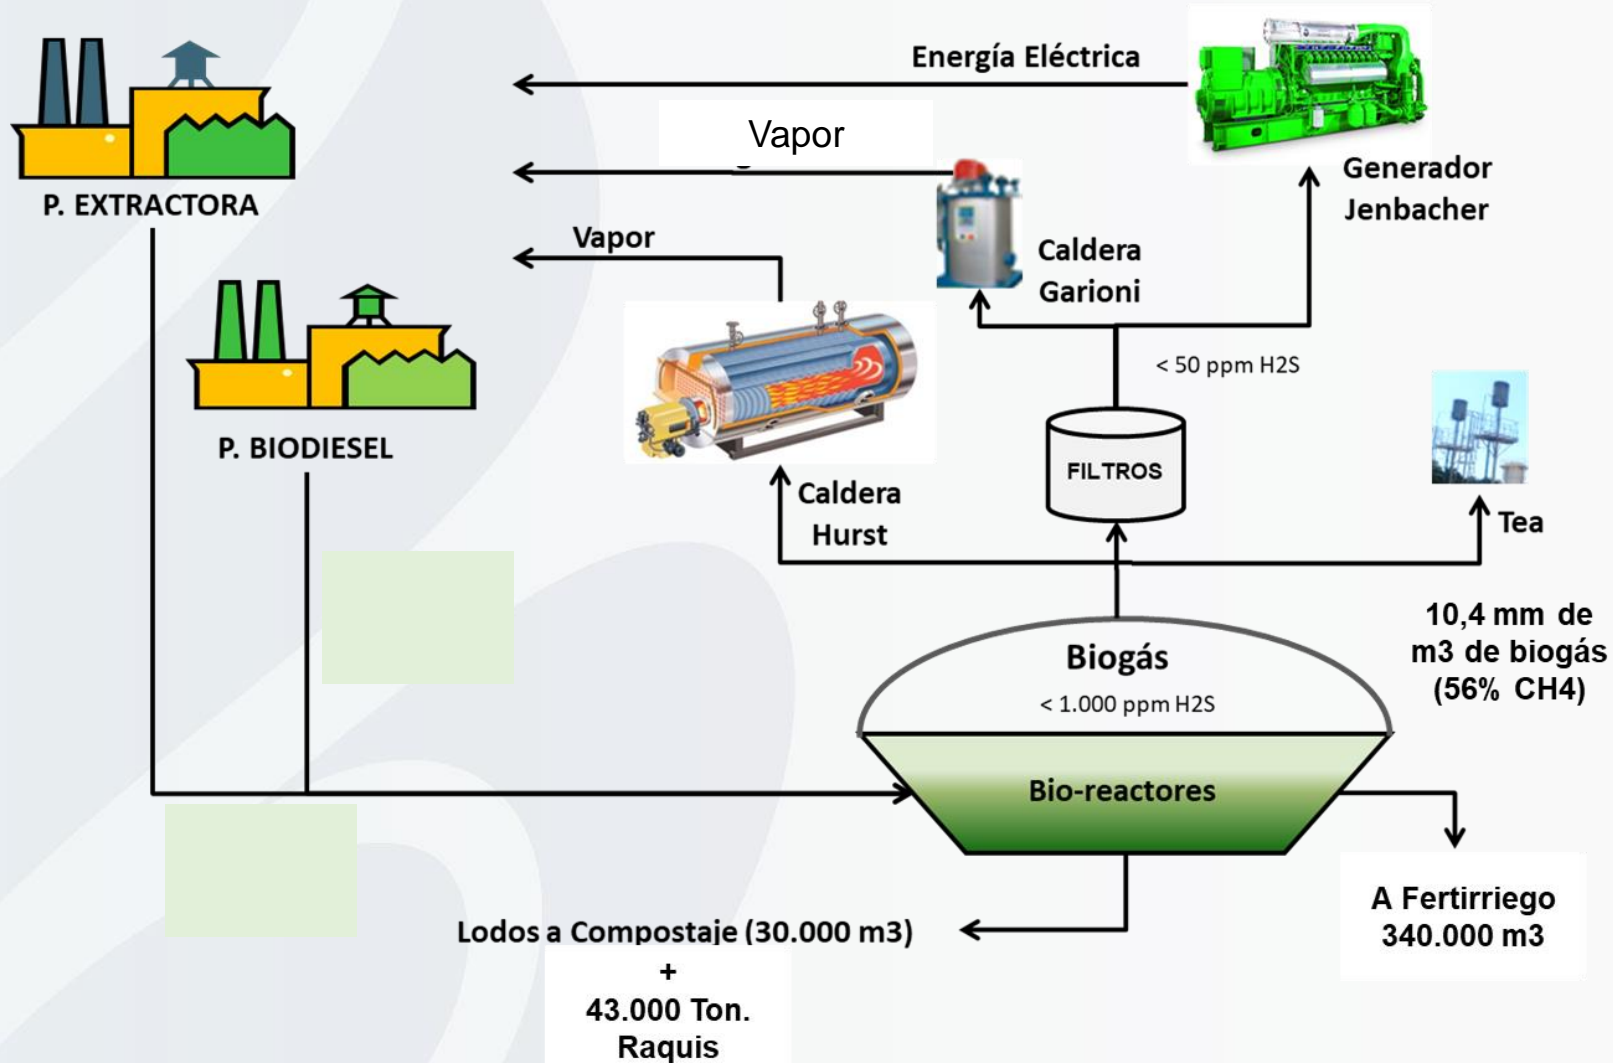 Energía Eléctrica
Vapor
Generador
Jenbacher
P. EXTRACTORA
Vapor
Caldera
Garioni
< 50 ppm H2S
P. BIODIESEL
FILTROS
Caldera
Hurst
Tea
10,4 mm de
m3 de biogás
(56% CH4)
Biogás
< 1.000 ppm H2S
Bio-reactores
A Fertirriego
340.000 m3
Lodos a Compostaje (30.000 m3)
+
43.000 Ton.
Raquis